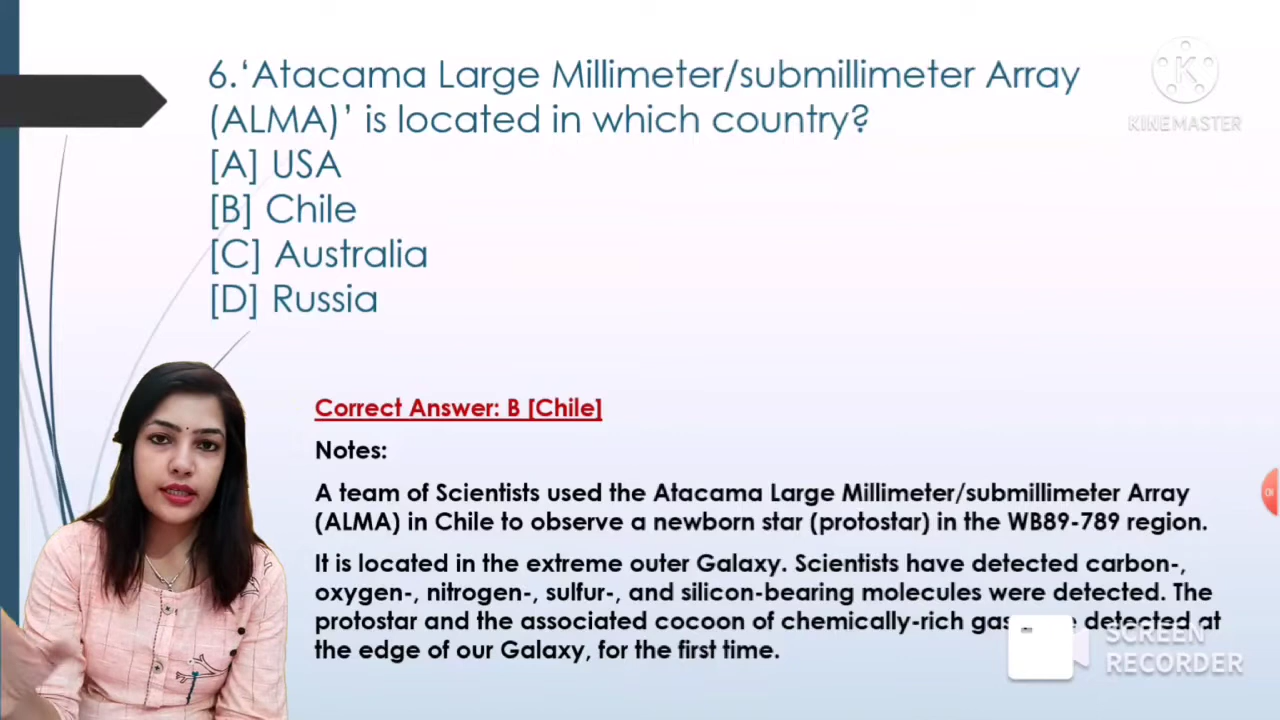 6.‘Atacama Large Millimeter/submillimeter Array
(ALMA)’ is located in which country?
[A] USA
[B] Chile
[C] Australia
[D] Russia
K
KINEMASTER
Correct Answer: B [Chile]
Notes:
A team of Scientists used the Atacama Large Millimeter/submillimeter Array
(ALMA) in Chile to observe a newborn star (protostar) in the WB89-789 region.
It is located in the extreme outer Galaxy. Scientists have detected carbon-,
oxygen-, nitrogen-, sulfur-, and silicon-bearing molecules were detected. The
protostar and the associated cocoon of chemically-rich gas detected at
the edge of our Galaxy, for the first time.
SCREEN
RECORDER